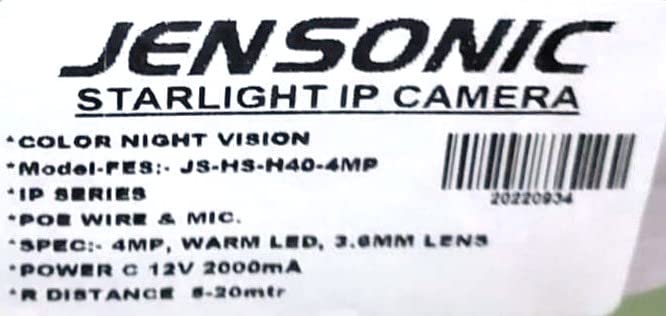 JENSONIC
STARLIGHT IP CAMERA
*COLOR NIGHT VISION
*Model-FES:- JS-HS-H40-4MP
*IP SERIES
20220934
*POE WIRE & MIC.
*SPEC:- 4MP, WARM LED, 3.6MM LENS
*POWER C 12V 2000mA
*R DISTANCE 5-20mtr